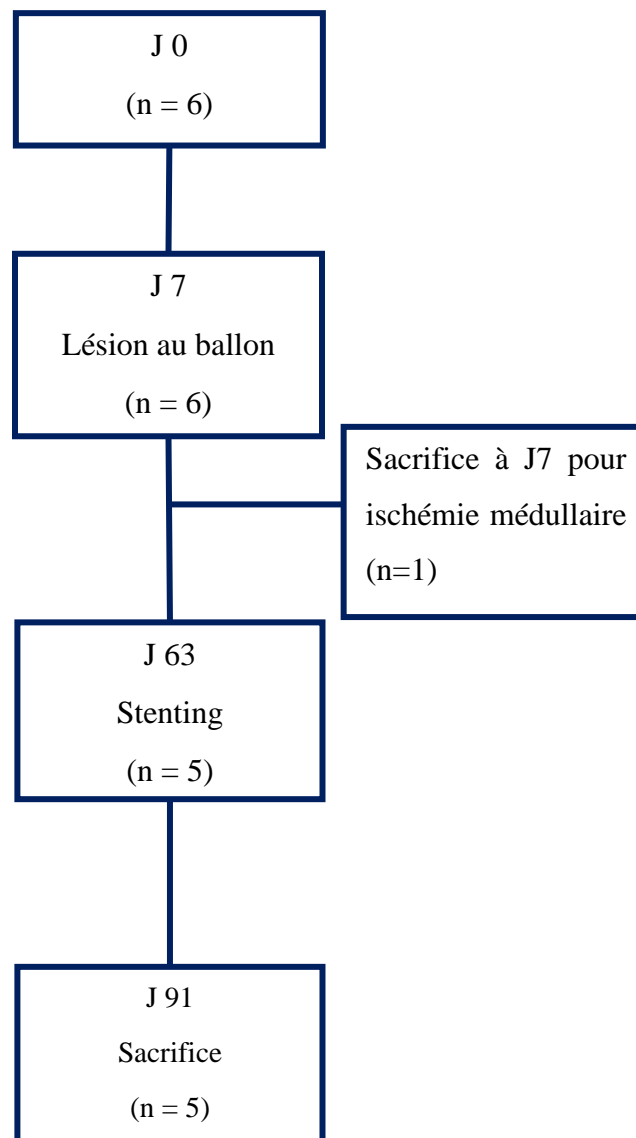 J 0
(n = 6)
J 7
Lésion au ballon
(n = 6)
Sacrifice à J7 pour
ischémie médullaire
(n=1)
J 63
Stenting
(n = 5)
J 91
Sacrifice
(n = 5)